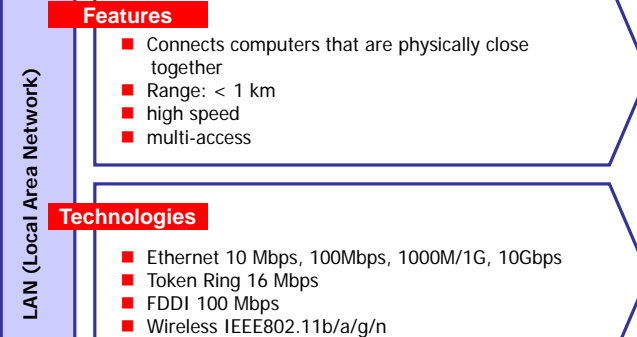 LAN (Local Area Network)
Features
Connects computers that are physically close
together
Range: < 1 km
high speed
multi-access
Technologies
Ethernet 10 Mbps, 100Mbps, 1000M/1G, 10Gbps
Token Ring 16 Mbps
FDDI 100 Mbps
Wireless IEEE802.11b/a/g/n